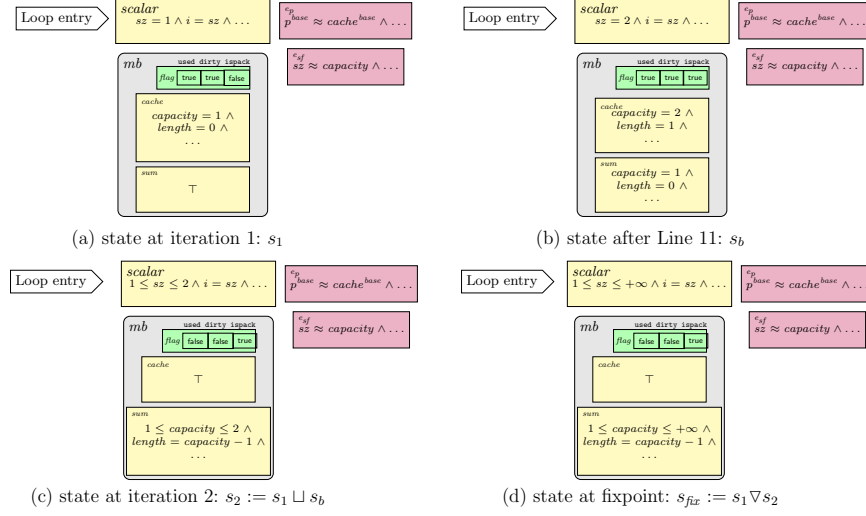 Loop entry
scalar
sz = 1 ∧ i = sz ∧ . . .
e_p
p^base ≈ cache^base ∧ . . .
e_sf
sz ≈ capacity ∧ . . .
mb
used dirty ispack
flag true true false
cache
capacity = 1 ∧
length = 0 ∧
. . .
sum
⊤
(a) state at iteration 1: s_1
Loop entry
scalar
sz = 2 ∧ i = sz ∧ . . .
e_p
p^base ≈ cache^base ∧ . . .
e_sf
sz ≈ capacity ∧ . . .
mb
used dirty ispack
flag true true true
cache
capacity = 2 ∧
length = 1 ∧
. . .
sum
capacity = 1 ∧
length = 0 ∧
. . .
(b) state after Line 11: s_b
Loop entry
scalar
1 ≤ sz ≤ 2 ∧ i = sz ∧ . . .
e_p
p^base ≈ cache^base ∧ . . .
e_sf
sz ≈ capacity ∧ . . .
mb
used dirty ispack
flag false false true
cache
⊤
sum
1 ≤ capacity ≤ 2 ∧
length = capacity − 1 ∧
. . .
(c) state at iteration 2: s_2 := s_1 ⊔ s_b
Loop entry
scalar
1 ≤ sz ≤ +∞ ∧ i = sz ∧ . . .
e_p
p^base ≈ cache^base ∧ . . .
e_sf
sz ≈ capacity ∧ . . .
mb
used dirty ispack
flag false false true
cache
⊤
sum
1 ≤ capacity ≤ +∞ ∧
length = capacity − 1 ∧
. . .
(d) state at fixpoint: s_fix := s_1 ∇ s_2